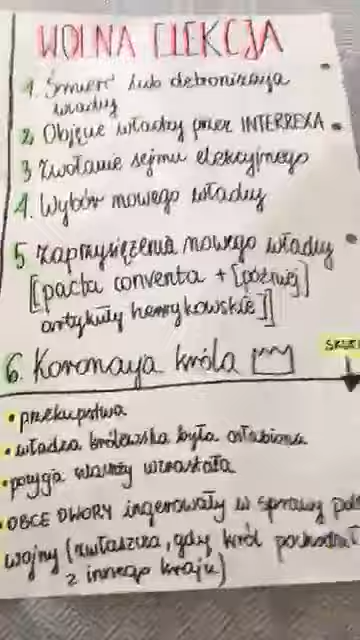 WOLNA ELEKCJA
1. Śmierć lub detronizacja
władcy
2. Objęcie władzy przez INTERREXA
3 Zwołanie sejmu elekcyjnego
4. Wybór nowego władcy
5 Zaprzysiężenia nowego władcy
[pacta conventa + [później]
artykuły henrykowskie]]
6. Koronacja króla
• przekupstwa
• władza królewska była osłabiona
• pozycja wzrastała
• OBCE DWORY ingerowały w sprawy
wojny (zwłaszcza, gdy król pochodził
z innego kraju)